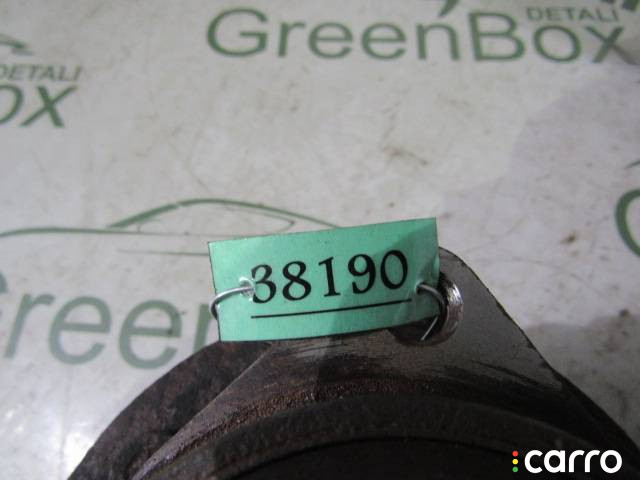 DETALI
GreenBox
DETALI
OX
38190
Green
carro